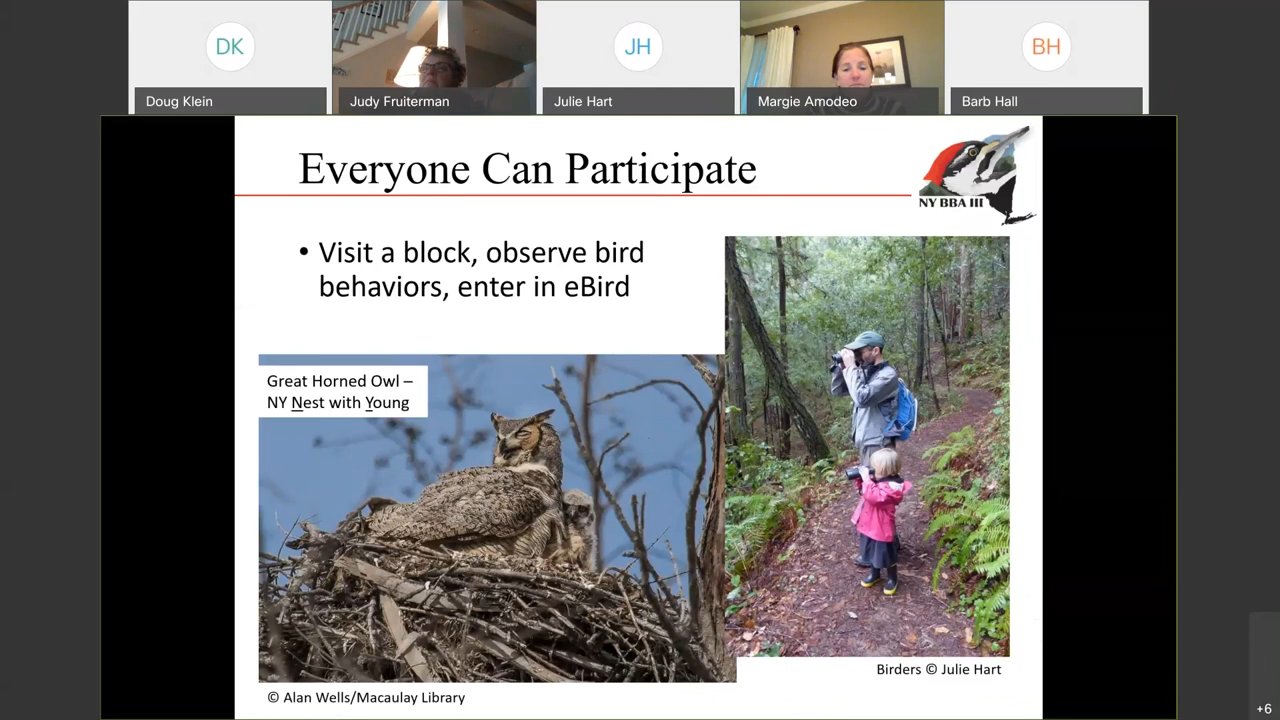 DK
JH
BH
Doug Klein
Judy Fruiterman
Julie Hart
Margie Amodeo
Barb Hall
Everyone Can Participate
NY BBA III
• Visit a block, observe bird
behaviors, enter in eBird
Great Horned Owl –
NY Nest with Young
Birders © Julie Hart
© Alan Wells/Macaulay Library
+6